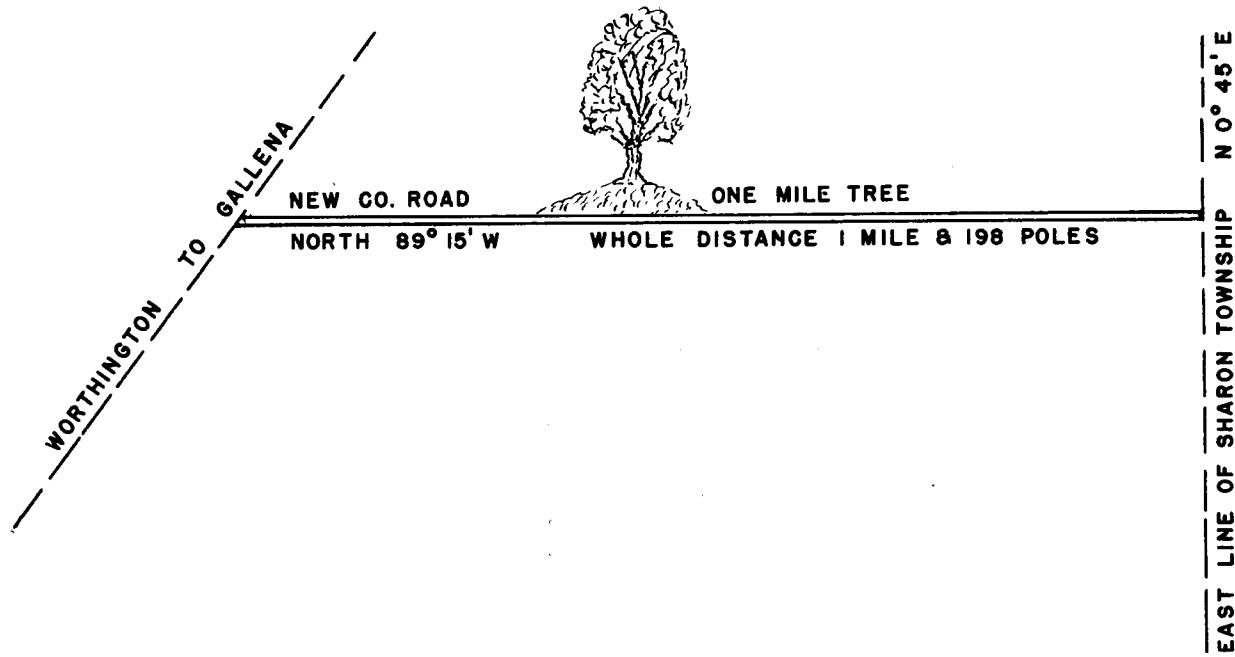 WORTHINGTON TO GALLENA
NEW CO. ROAD
ONE MILE TREE
NORTH 89° 15' W
WHOLE DISTANCE 1 MILE & 198 POLES
EAST LINE OF SHARON TOWNSHIP N 0° 45' E